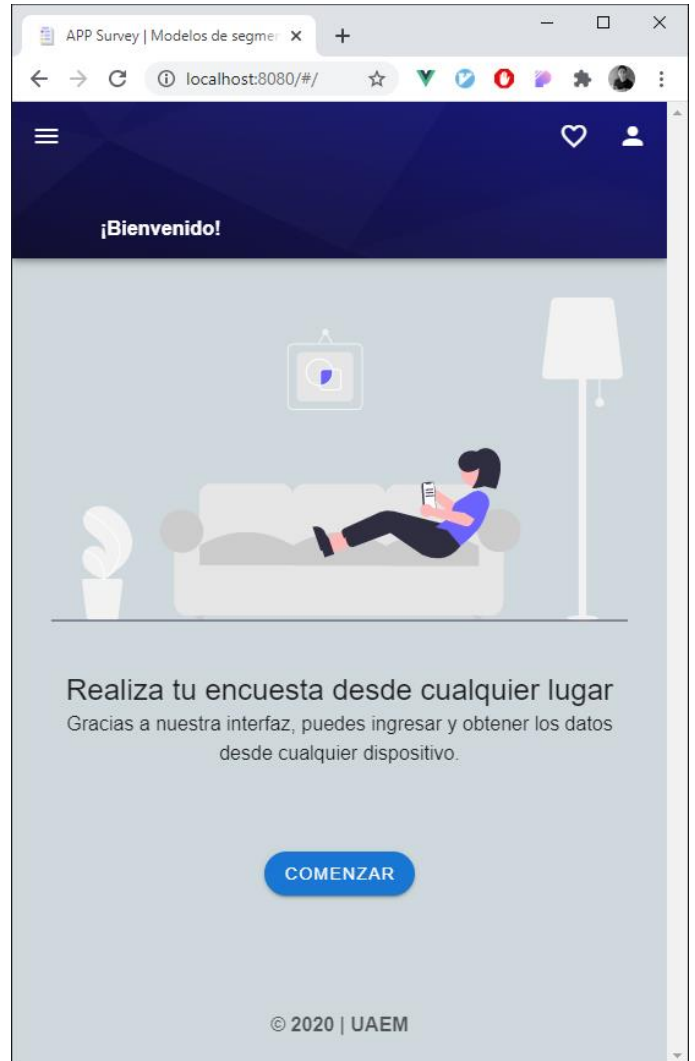 APP Survey | Modelos de segmen
localhost:8080/#/
¡Bienvenido!
Realiza tu encuesta desde cualquier lugar
Gracias a nuestra interfaz, puedes ingresar y obtener los datos
desde cualquier dispositivo.
COMENZAR
© 2020 | UAEM